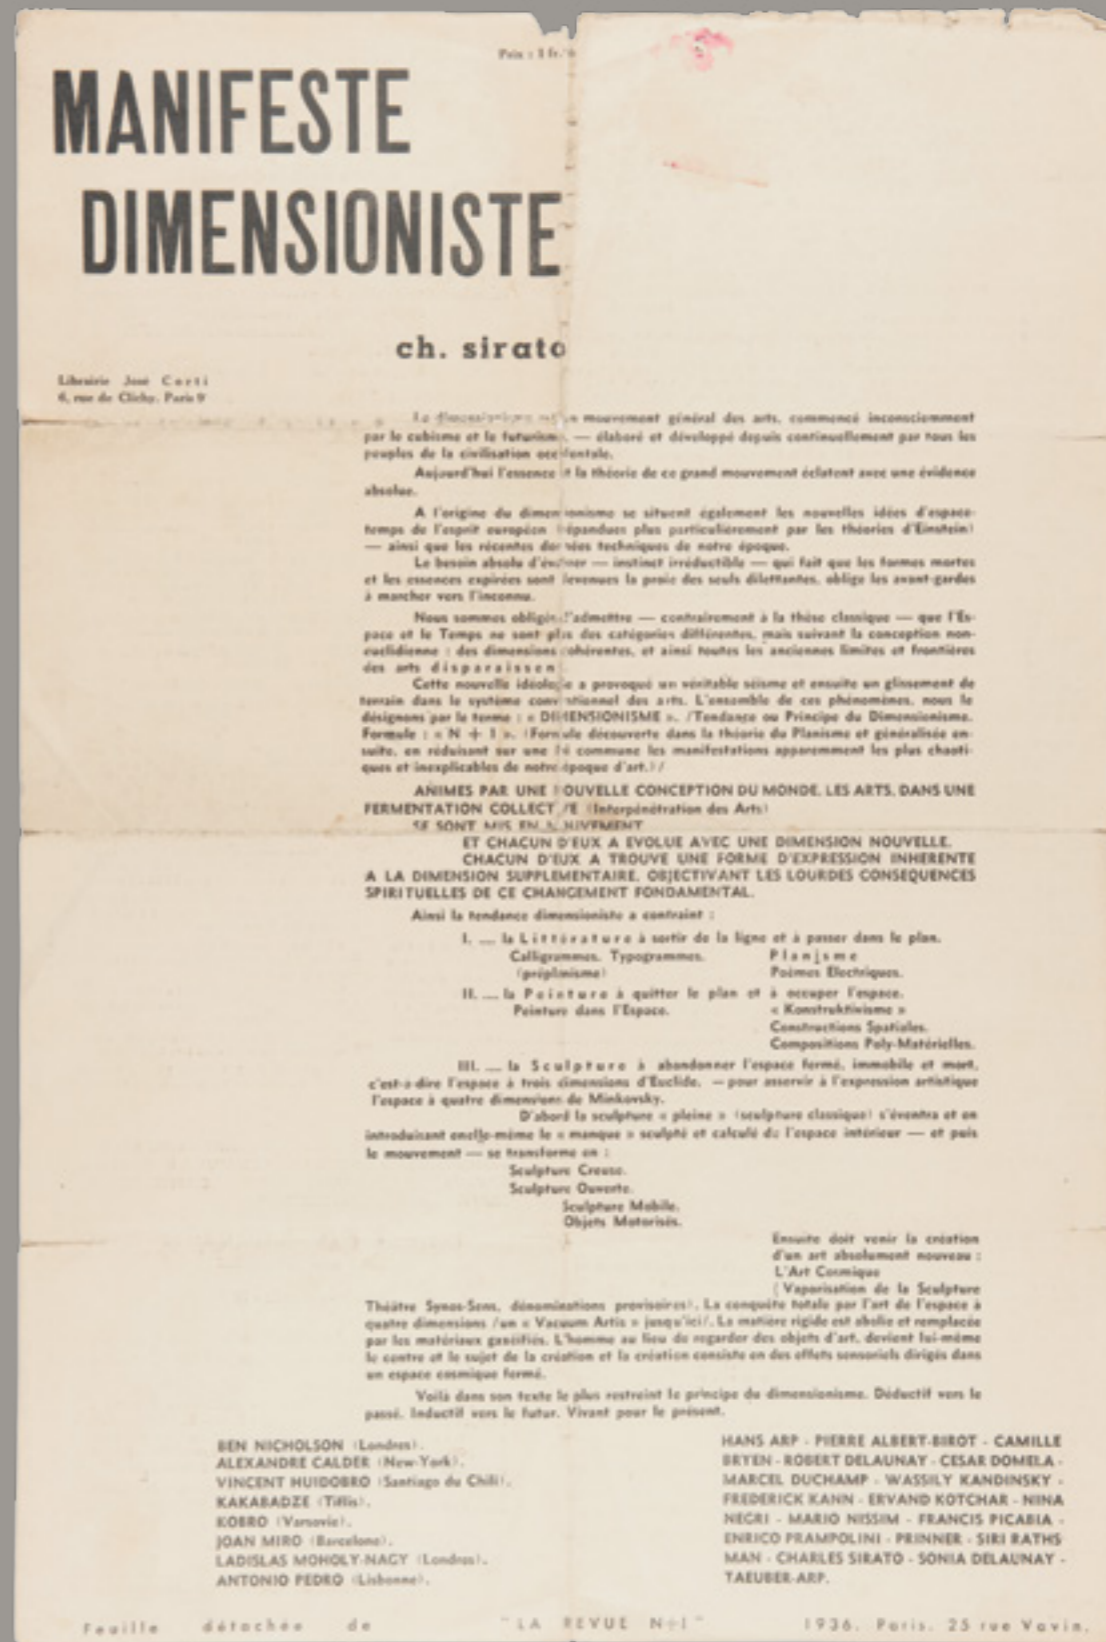 Prix : 1 fr.
MANIFESTE
DIMENSIONISTE
ch. sirato
Librairie José Corti
6, rue de Clichy, Paris 9
Le dimensionisme est un mouvement général des arts, commencé inconsciemment
par le cubisme et le futurisme, — élaboré et développé depuis continuellement par tous les
peuples de la civilisation occidentale.
Aujourd'hui l'essence et la théorie de ce grand mouvement éclatent avec une évidence
absolue.
A l'origine du dimensionisme se situent également les nouvelles idées d'espace-
temps de l'esprit européen (répandues plus particulièrement par les théories d'Einstein)
— ainsi que les récentes données techniques de notre époque.
Le besoin absolu d'évoluer — instinct irréductible — qui fait que les formes mortes
et les essences expirées sont devenues la proie des seuls dilettantes, oblige les avant-gardes
à marcher vers l'inconnu.
Nous sommes obligés d'admettre — contrairement à la thèse classique — que l'Es-
pace et le Temps ne sont plus des catégories différentes, mais suivant la conception non-
euclidienne : des dimensions cohérentes, et ainsi toutes les anciennes limites et frontières
des arts disparaissen
Cette nouvelle idéologie a provoqué un véritable séisme et ensuite un glissement de
terrain dans le système conventionnel des arts. L'ensemble de ces phénomènes, nous le
désignons par le terme : « DIMENSIONISME ». /Tendance ou Principe du Dimensionisme.
Formule : « N + 1 ». (Formule découverte dans la théorie du Planisme et généralisée en-
suite, en réduisant sur une loi commune les manifestations apparemment les plus chaoti-
ques et inexplicables de notre époque d'art.)/
ANIMES PAR UNE NOUVELLE CONCEPTION DU MONDE, LES ARTS, DANS UNE
FERMENTATION COLLECTIVE (Interpénétration des Arts)
SE SONT MIS EN MOUVEMENT
ET CHACUN D'EUX A EVOLUE AVEC UNE DIMENSION NOUVELLE.
CHACUN D'EUX A TROUVE UNE FORME D'EXPRESSION INHERENTE
A LA DIMENSION SUPPLEMENTAIRE, OBJECTIVANT LES LOURDES CONSEQUENCES
SPIRITUELLES DE CE CHANGEMENT FONDAMENTAL.
Ainsi la tendance dimensioniste a contraint :
I. .... la Littérature à sortir de la ligne et à passer dans le plan.
Calligrammes. Typogrammes. Planisme
(préplanisme) Poèmes Electriques.
II. .... la Peinture à quitter le plan et à occuper l'espace.
Peinture dans l'Espace. « Konstruktivisme »
Constructions Spatiales.
Compositions Poly-Matérielles.
III. .... la Sculpture à abandonner l'espace fermé, immobile et mort,
c'est-à-dire l'espace à trois dimensions d'Euclide, — pour asservir à l'expression artistique
l'espace à quatre dimensions de Minkovsky.
D'abord la sculpture « pleine » (sculpture classique) s'éventra et en
introduisant enelle-même le « manque » sculpté et calculé de l'espace intérieur — et puis
le mouvement — se transforme en :
Sculpture Creuse.
Sculpture Ouverte.
Sculpture Mobile.
Objets Motorisés.
Ensuite doit venir la création
d'un art absolument nouveau :
L'Art Cosmique
(Vaporisation de la Sculpture
Théâtre Synos-Sens, dénominations provisoires). La conquête totale par l'art de l'espace à
quatre dimensions /un « Vacuum Artis » jusqu'ici/. La matière rigide est abolie et remplacée
par les matériaux gazéifiés. L'homme au lieu de regarder des objets d'art, devient lui-même
le centre et le sujet de la création et la création consiste en des effets sensoriels dirigés dans
un espace cosmique fermé.
Voilà dans son texte le plus restreint le principe du dimensionisme. Déductif vers le
passé. Inductif vers le futur. Vivant pour le présent.
BEN NICHOLSON (Londres).
ALEXANDRE CALDER (New-York).
VINCENT HUIDOBRO (Santiago du Chili).
KAKABADZE (Tiflis).
KOBRO (Varsovie).
JOAN MIRO (Barcelone).
LADISLAS MOHOLY-NAGY (Londres).
ANTONIO PEDRO (Lisbonne).
HANS ARP - PIERRE ALBERT-BIROT - CAMILLE
BRYEN - ROBERT DELAUNAY - CESAR DOMELA -
MARCEL DUCHAMP - WASSILY KANDINSKY -
FREDERICK KANN - ERVAND KOTCHAR - NINA
NEGRI - MARIO NISSIM - FRANCIS PICABIA -
ENRICO PRAMPOLINI - PRINNER - SIRI RATHS
MAN - CHARLES SIRATO - SONIA DELAUNAY -
TAEUBER-ARP.
Feuille détachée de "LA REVUE N+1" 1936. Paris. 25 rue Vavin.